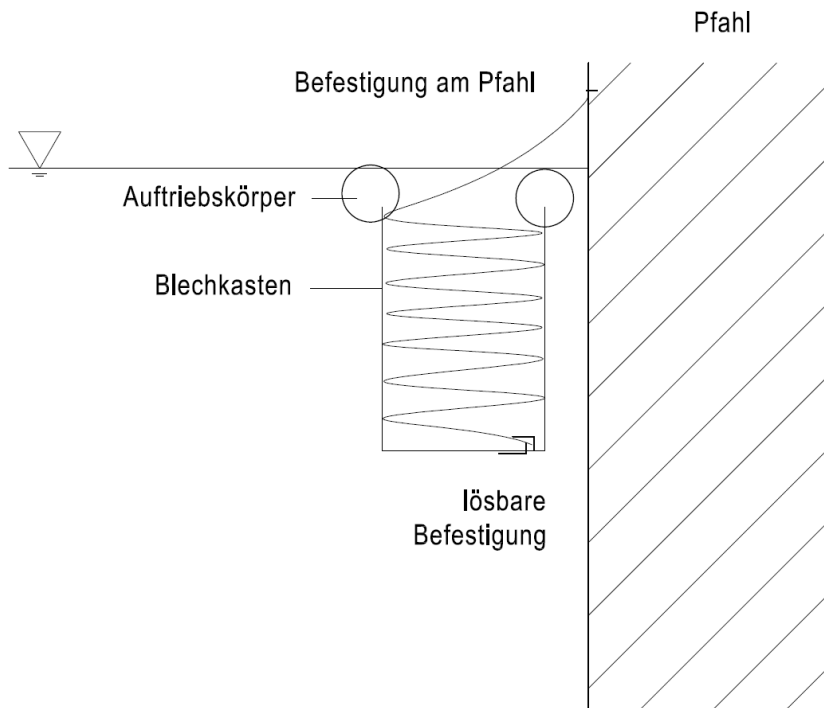 Pfahl
Befestigung am Pfahl
Auftriebskörper
Blechkasten
lösbare
Befestigung